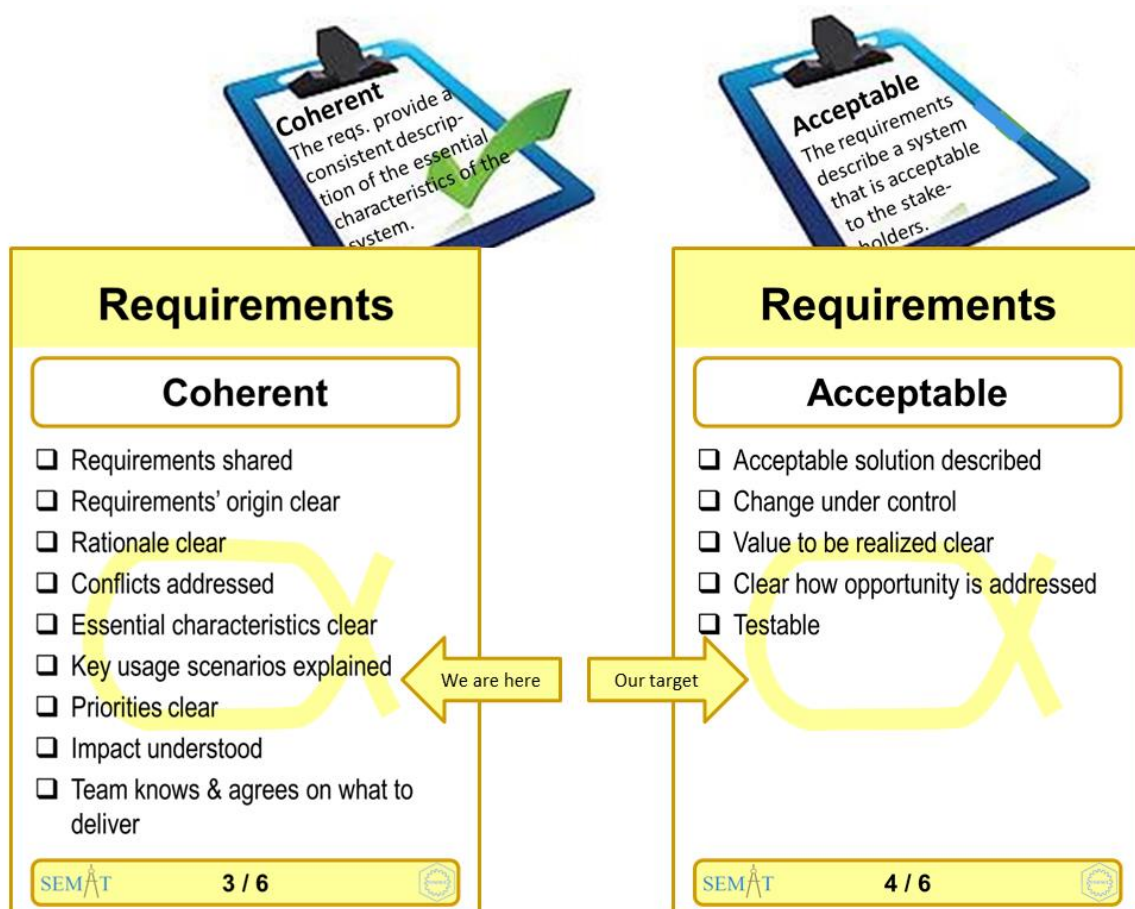 Coherent
The reqs. provide a
consistent descrip-
tion of the essential
characteristics of the
system.
Acceptable
The requirements
describe a system
that is acceptable
to the stake-
holders.
Requirements
Coherent
❑ Requirements shared
❑ Requirements’ origin clear
❑ Rationale clear
❑ Conflicts addressed
❑ Essential characteristics clear
❑ Key usage scenarios explained
❑ Priorities clear
❑ Impact understood
❑ Team knows & agrees on what to
deliver
SEMAT
3 / 6
We are here
Our target
Requirements
Acceptable
❑ Acceptable solution described
❑ Change under control
❑ Value to be realized clear
❑ Clear how opportunity is addressed
❑ Testable
SEMAT
4 / 6